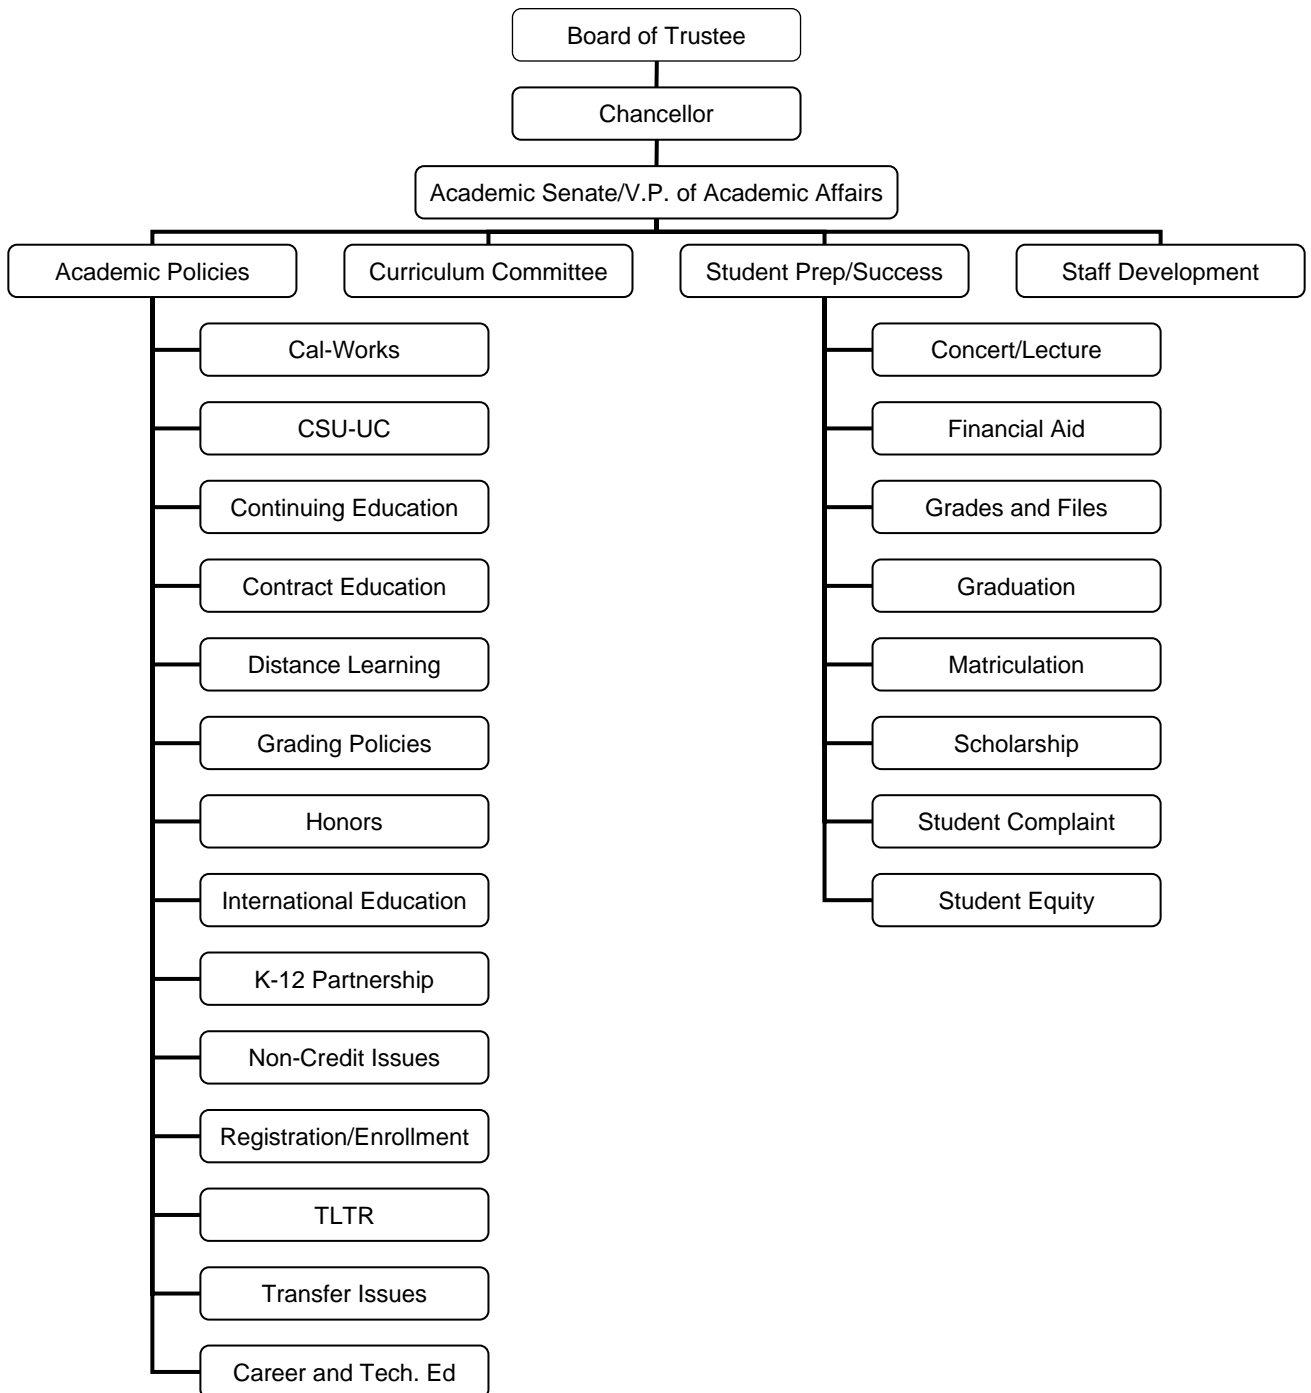 Board of Trustee
Chancellor
Academic Senate/V.P. of Academic Affairs
Academic Policies
Curriculum Committee
Student Prep/Success
Staff Development
Cal-Works
CSU-UC
Continuing Education
Contract Education
Distance Learning
Grading Policies
Honors
International Education
K-12 Partnership
Non-Credit Issues
Registration/Enrollment
TLTR
Transfer Issues
Career and Tech. Ed
Concert/Lecture
Financial Aid
Grades and Files
Graduation
Matriculation
Scholarship
Student Complaint
Student Equity